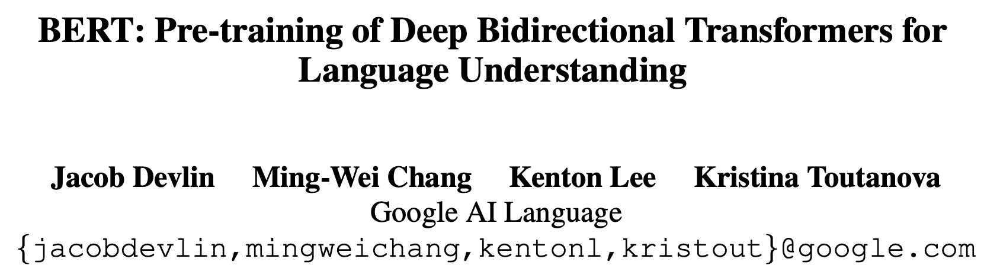 BERT: Pre-training of Deep Bidirectional Transformers for
Language Understanding
Jacob Devlin Ming-Wei Chang Kenton Lee Kristina Toutanova
Google AI Language
{jacobdevlin,mingweichang,kentonl,kristout}@google.com